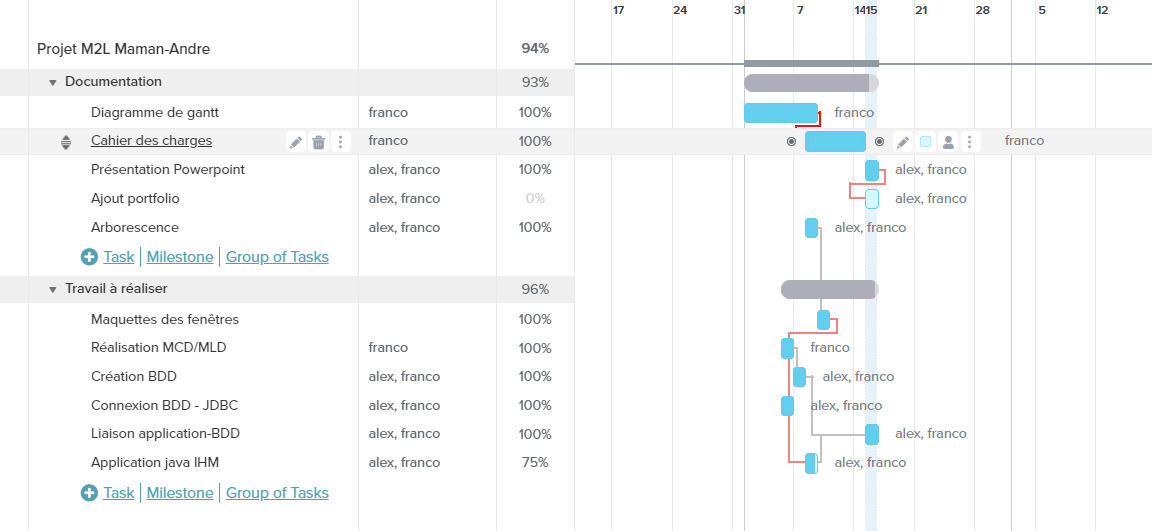 17 24 31 7 14 15 21 28 5 12
Projet M2L Maman-Andre 94%
Documentation 93%
Diagramme de gantt franco 100% franco
Cahier des charges franco 100% franco
Présentation Powerpoint alex, franco 100% alex, franco
Ajout portfolio alex, franco 0% alex, franco
Arborescence alex, franco 100% alex, franco
Task Milestone Group of Tasks
Travail à réaliser 96%
Maquettes des fenêtres 100%
Réalisation MCD/MLD franco 100% franco
Création BDD alex, franco 100% alex, franco
Connexion BDD - JDBC alex, franco 100% alex, franco
Liaison application-BDD alex, franco 100% alex, franco
Application java IHM alex, franco 75% alex, franco
Task Milestone Group of Tasks